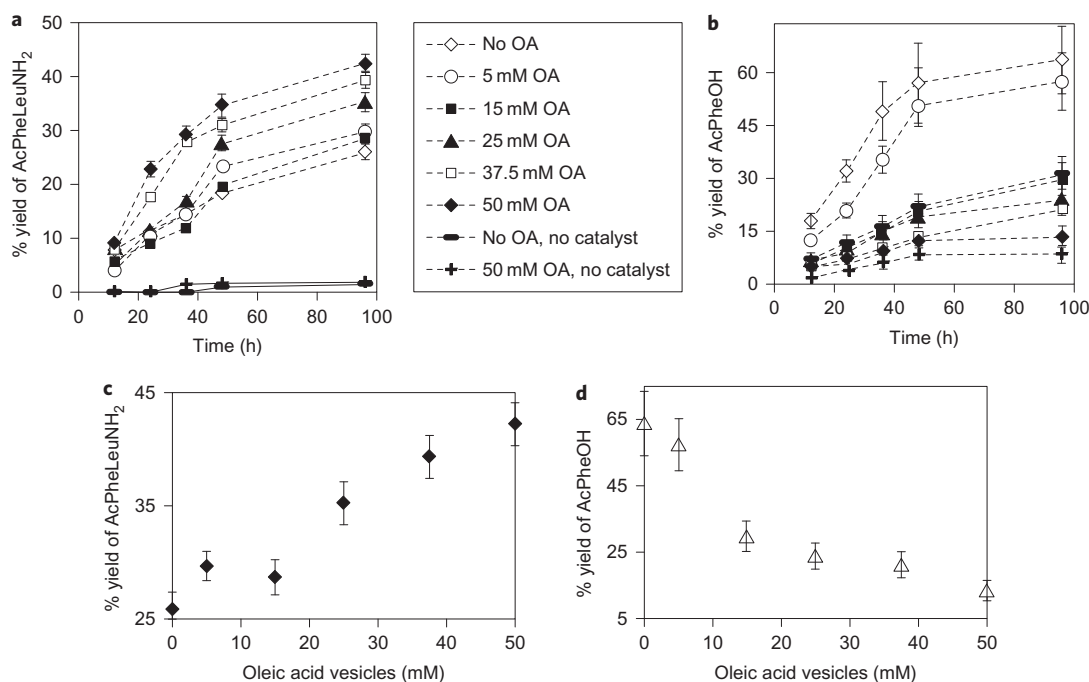 a
% yield of AcPheLeuNH2
50
40
30
20
10
0
0 20 40 60 80 100
Time (h)
No OA
5 mM OA
15 mM OA
25 mM OA
37.5 mM OA
50 mM OA
No OA, no catalyst
50 mM OA, no catalyst
b
% yield of AcPheOH
60
45
30
15
0
0 20 40 60 80 100
Time (h)
c
% yield of AcPheLeuNH2
45
35
25
0 10 20 30 40 50
Oleic acid vesicles (mM)
d
% yield of AcPheOH
65
45
25
5
0 10 20 30 40 50
Oleic acid vesicles (mM)